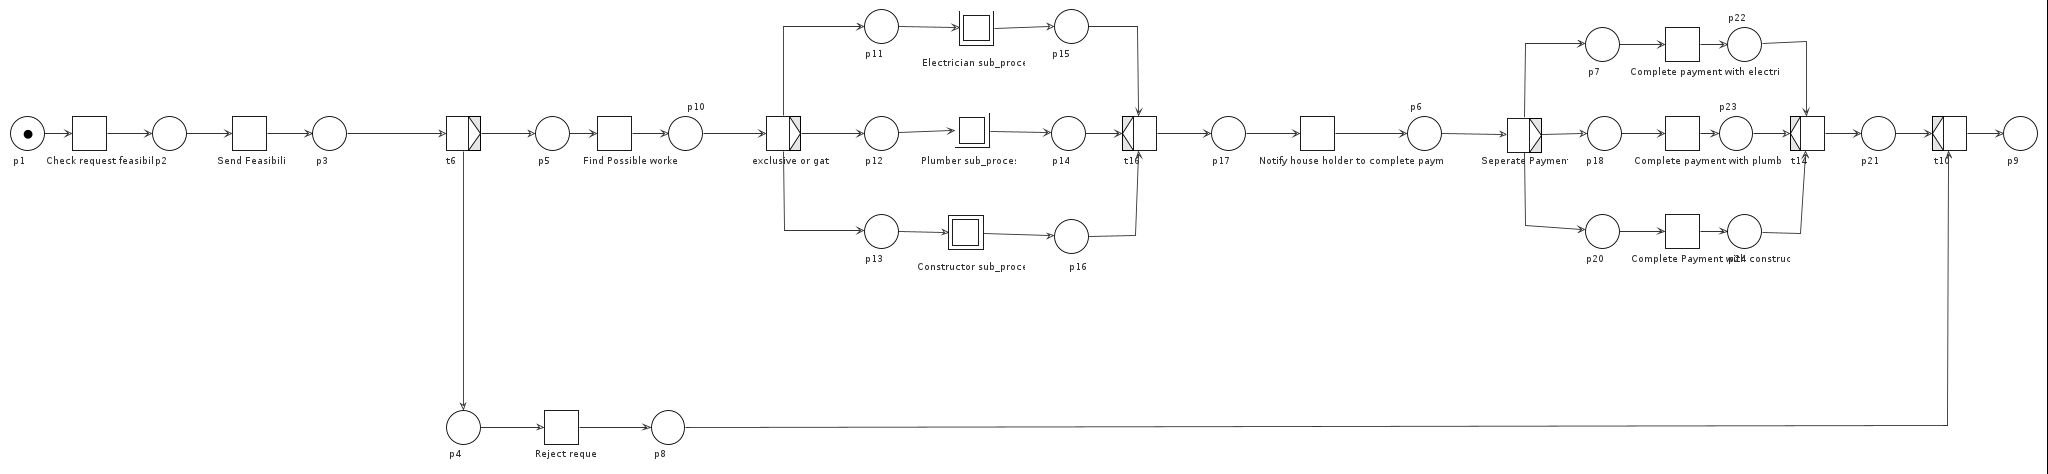 p22
p11
Electrician sub_proce
p15
p7
Complete payment with electri
p10
p6
p23
p1
Check request feasibil
p2
Send Feasibili
p3
t6
p5
Find Possible worke
exclusive or gat
p12
Plumber sub_proces
p14
t16
p17
Notify house holder to complete paym
Seperate Paymen
p18
Complete payment with plumb
t14
p21
t10
p9
p13
Constructor sub_proce
p16
p20
Complete Payment with construc
p24
p4
Reject reque
p8